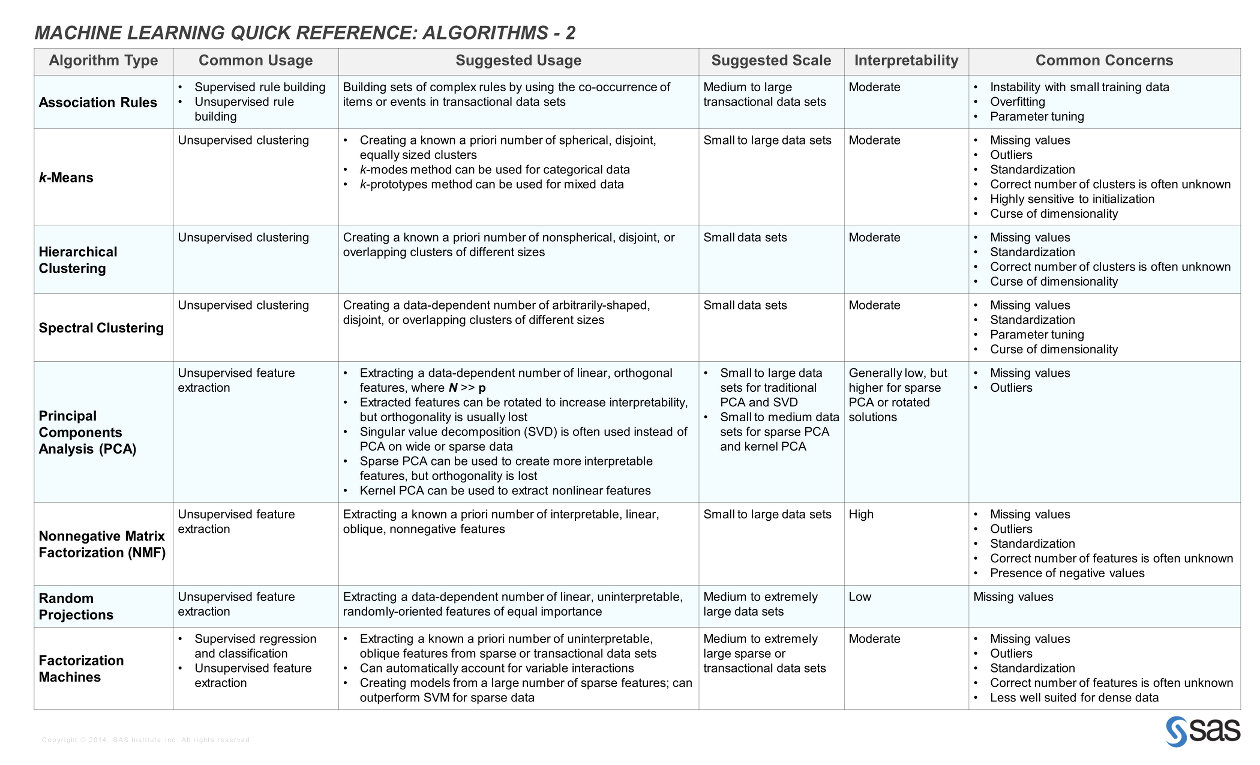 MACHINE LEARNING QUICK REFERENCE: ALGORITHMS - 2
Algorithm Type
Common Usage
Suggested Usage
Suggested Scale
Interpretability
Common Concerns
Association Rules
• Supervised rule building
• Unsupervised rule
building
Building sets of complex rules by using the co-occurrence of
items or events in transactional data sets
Medium to large
transactional data sets
Moderate
• Instability with small training data
• Overfitting
• Parameter tuning
k-Means
Unsupervised clustering
• Creating a known a priori number of spherical, disjoint,
equally sized clusters
• k-modes method can be used for categorical data
• k-prototypes method can be used for mixed data
Small to large data sets
Moderate
• Missing values
• Outliers
• Standardization
• Correct number of clusters is often unknown
• Highly sensitive to initialization
• Curse of dimensionality
Hierarchical
Clustering
Unsupervised clustering
Creating a known a priori number of nonspherical, disjoint, or
overlapping clusters of different sizes
Small data sets
Moderate
• Missing values
• Standardization
• Correct number of clusters is often unknown
• Curse of dimensionality
Spectral Clustering
Unsupervised clustering
Creating a data-dependent number of arbitrarily-shaped,
disjoint, or overlapping clusters of different sizes
Small data sets
Moderate
• Missing values
• Standardization
• Parameter tuning
• Curse of dimensionality
Principal
Components
Analysis (PCA)
Unsupervised feature
extraction
• Extracting a data-dependent number of linear, orthogonal
features, where N >> p
• Extracted features can be rotated to increase interpretability,
but orthogonality is usually lost
• Singular value decomposition (SVD) is often used instead of
PCA on wide or sparse data
• Sparse PCA can be used to create more interpretable
features, but orthogonality is lost
• Kernel PCA can be used to extract nonlinear features
• Small to large data
sets for traditional
PCA and SVD
• Small to medium data
sets for sparse PCA
and kernel PCA
Generally low, but
higher for sparse
PCA or rotated
solutions
• Missing values
• Outliers
Nonnegative Matrix
Factorization (NMF)
Unsupervised feature
extraction
Extracting a known a priori number of interpretable, linear,
oblique, nonnegative features
Small to large data sets
High
• Missing values
• Outliers
• Standardization
• Correct number of features is often unknown
• Presence of negative values
Random
Projections
Unsupervised feature
extraction
Extracting a data-dependent number of linear, uninterpretable,
randomly-oriented features of equal importance
Medium to extremely
large data sets
Low
Missing values
Factorization
Machines
• Supervised regression
and classification
• Unsupervised feature
extraction
• Extracting a known a priori number of uninterpretable,
oblique features from sparse or transactional data sets
• Can automatically account for variable interactions
• Creating models from a large number of sparse features; can
outperform SVM for sparse data
Medium to extremely
large sparse or
transactional data sets
Moderate
• Missing values
• Outliers
• Standardization
• Correct number of features is often unknown
• Less well suited for dense data
Copyright © 2014, SAS Institute Inc. All rights reserved.
sas